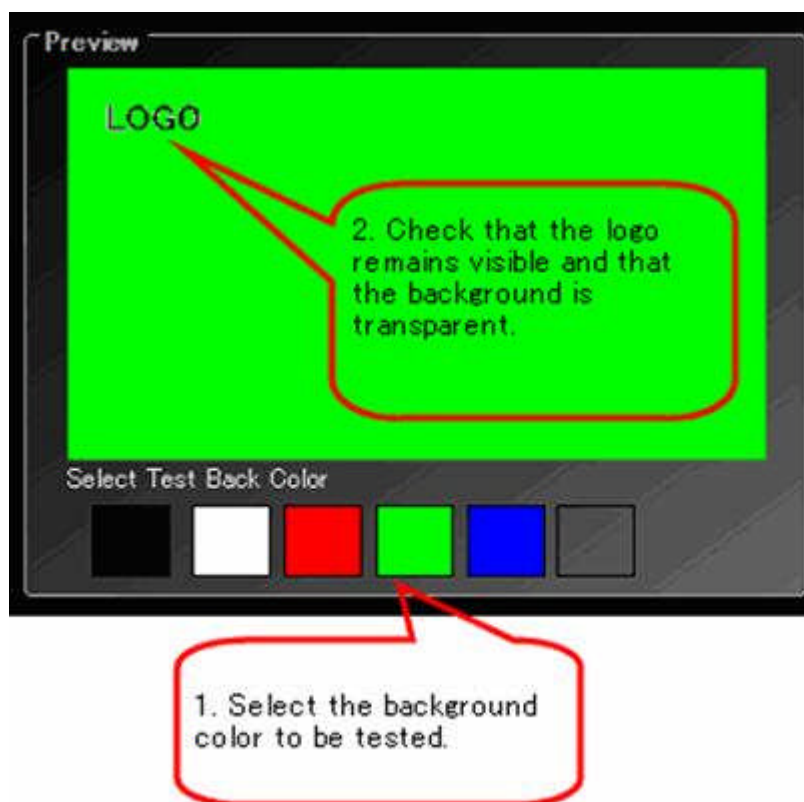 Preview
LOGO
2. Check that the logo
remains visible and that
the background is
transparent.
Select Test Back Color
1. Select the background
color to be tested.